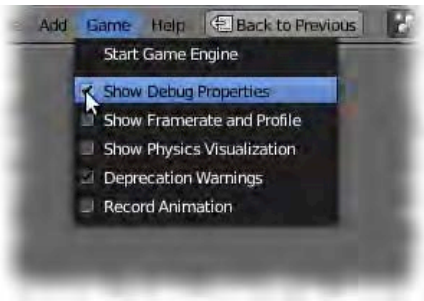 Add Game Help Back to Previous
Start Game Engine
Show Debug Properties
Show Framerate and Profile
Show Physics Visualization
Deprecation Warnings
Record Animation